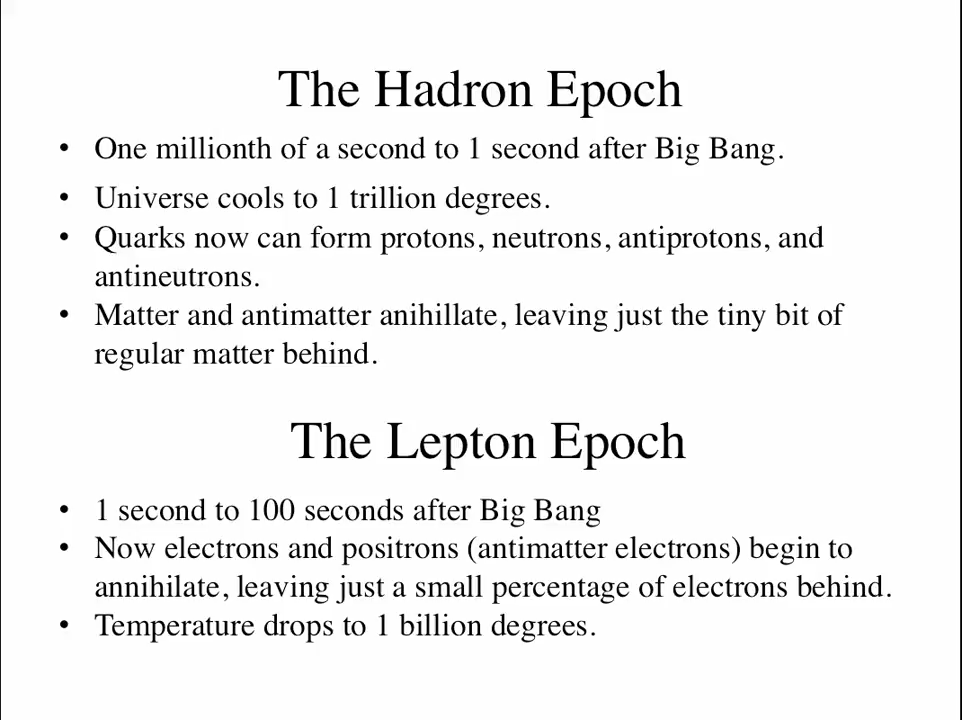 The Hadron Epoch
• One millionth of a second to 1 second after Big Bang.
• Universe cools to 1 trillion degrees.
• Quarks now can form protons, neutrons, antiprotons, and
antineutrons.
• Matter and antimatter anihillate, leaving just the tiny bit of
regular matter behind.
The Lepton Epoch
• 1 second to 100 seconds after Big Bang
• Now electrons and positrons (antimatter electrons) begin to
annihilate, leaving just a small percentage of electrons behind.
• Temperature drops to 1 billion degrees.